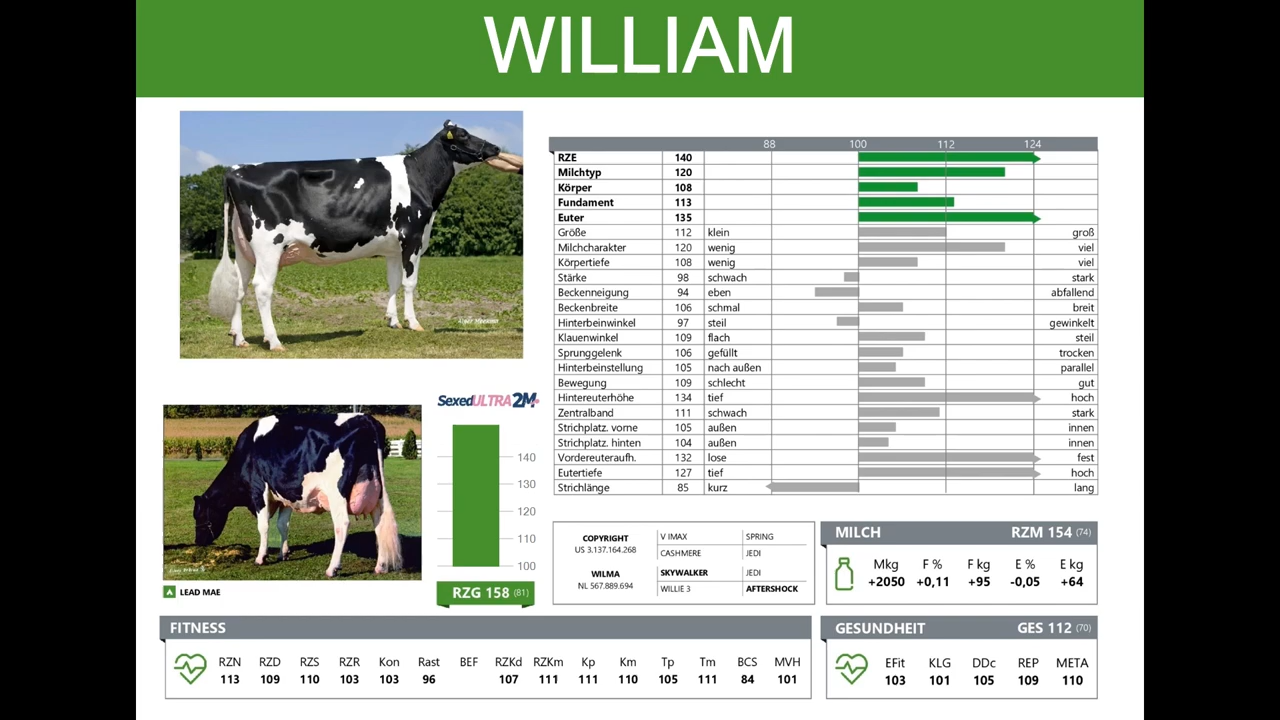 WILLIAM
88 100 112 124
RZE 140
Milchtyp 120
Körper 108
Fundament 113
Euter 135
Größe 112 klein groß
Milchcharakter 120 wenig viel
Körpertiefe 108 wenig viel
Stärke 98 schwach stark
Beckenneigung 94 eben abfallend
Beckenbreite 106 schmal breit
Hinterbeinwinkel 97 steil gewinkelt
Klauenwinkel 109 flach steil
Sprunggelenk 106 gefüllt trocken
Hinterbeinstellung 105 nach außen parallel
Bewegung 109 schlecht gut
Hintereuterhöhe 134 tief hoch
Zentralband 111 schwach stark
Strichplatz. vorne 105 außen innen
Strichplatz. hinten 104 außen innen
Vordereuteraufh. 132 lose fest
Eutertiefe 127 tief hoch
Strichlänge 85 kurz lang
SexedULTRA2M
140
130
120
110
100
RZG 158 (81)
LEAD MAE
COPYRIGHT
US 3.137.164.268
V IMAX SPRING
CASHMERE JEDI
WILMA
NL 567.889.694
SKYWALKER JEDI
WILLIE 3 AFTERSHOCK
MILCH RZM 154 (74)
Mkg F % F kg E % E kg
+2050 +0,11 +95 -0,05 +64
FITNESS
RZN RZD RZS RZR Kon Rast BEF RZKd RZKm Kp Km Tp Tm BCS MVH
113 109 110 103 103 96 107 111 111 110 105 111 84 101
GESUNDHEIT GES 112 (70)
EFit KLG DDc REP META
103 101 105 109 110